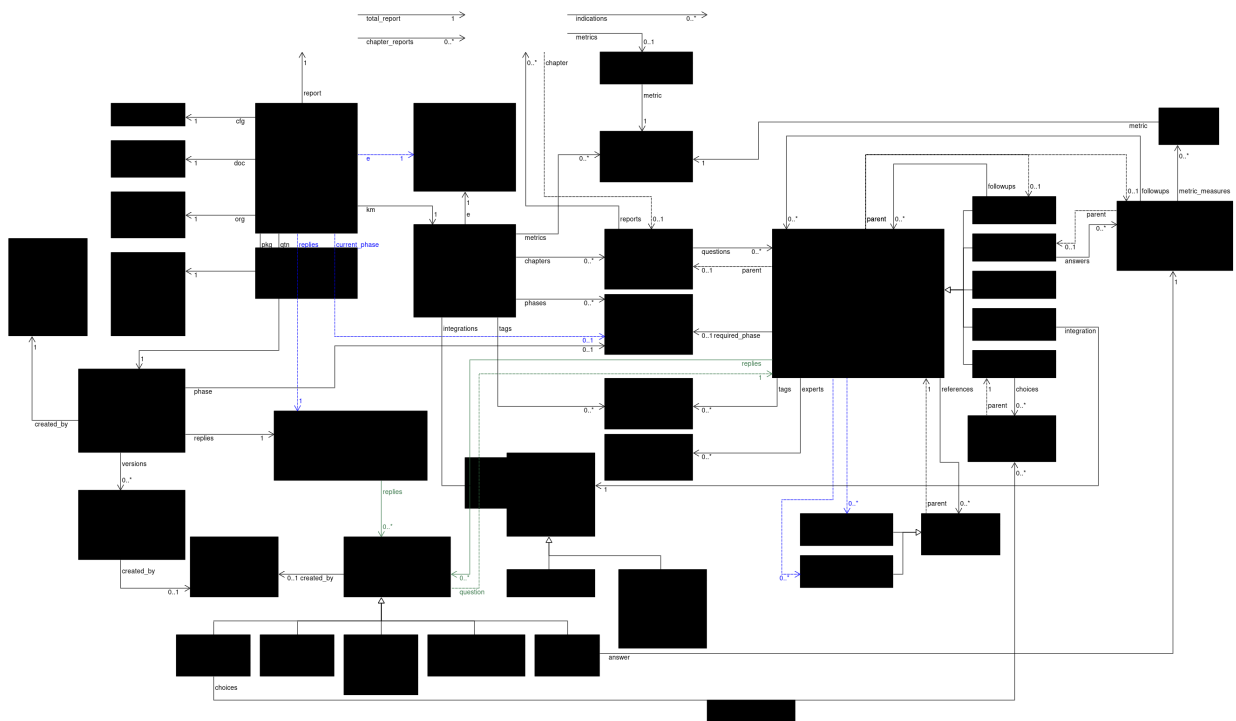 total_report 1
indications 0..*
chapter_reports 0..*
metrics 0..1
1 report
0..* chapter
metric 1
1 cfg
1 doc
1 org
1
e 1
km 1
1 e
pkg qtn replies current_phase
metrics 0..*
chapters 0..*
phases 0..*
integrations tags
reports 0..1
questions 0..*
0..1 parent
0..1 required_phase
0..1
0..1
replies
1
tags experts
0..*
0..*
0..*
metric 1
0..*
parent
0..*
followups
0..1
0..1 followups
0..*
metric_measures
parent
0..1
0..*
answers
integration
1
references
1
parent
choices
0..*
0..*
1
created_by
1
phase
replies 1
1
versions
0..*
created_by
0..1
replies
0..*
0..1 created_by
0..*
question
1
0..*
0..*
parent
0..*
1
answer
choices